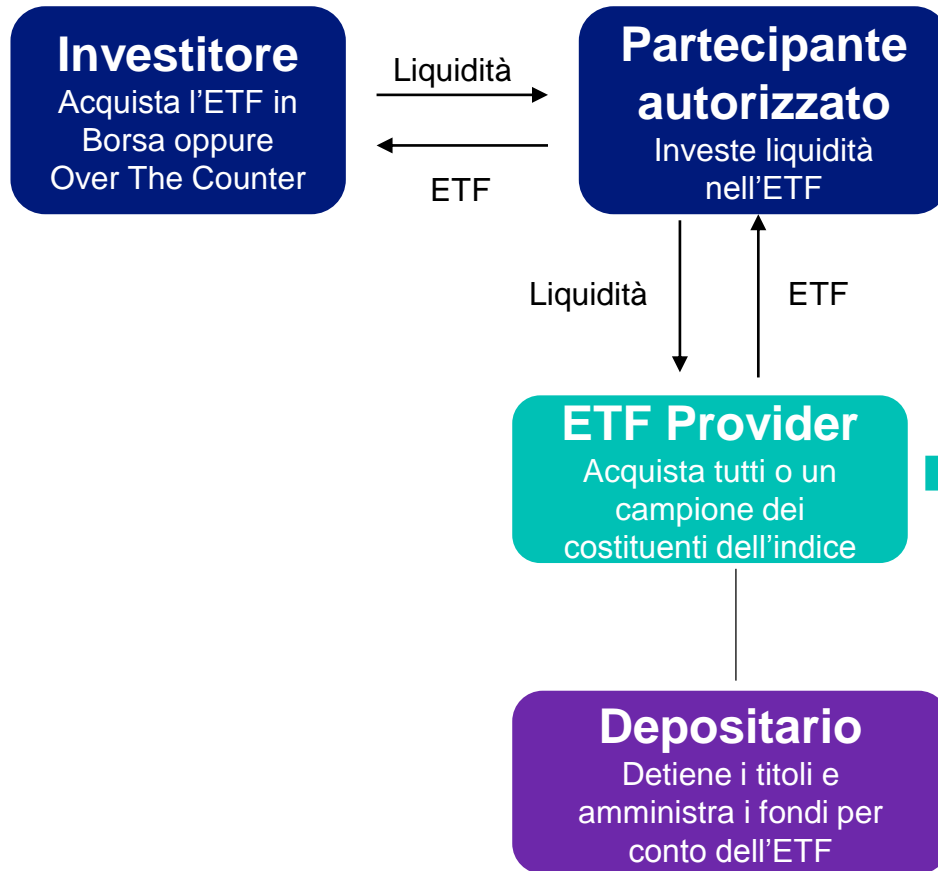 Investitore
Acquista l’ETF in
Borsa oppure
Over The Counter
Liquidità
ETF
Partecipante
autorizzato
Investe liquidità
nell’ETF
Liquidità
ETF
ETF Provider
Acquista tutti o un
campione dei
costituenti dell’indice
Depositario
Detiene i titoli e
amministra i fondi per
conto dell’ETF